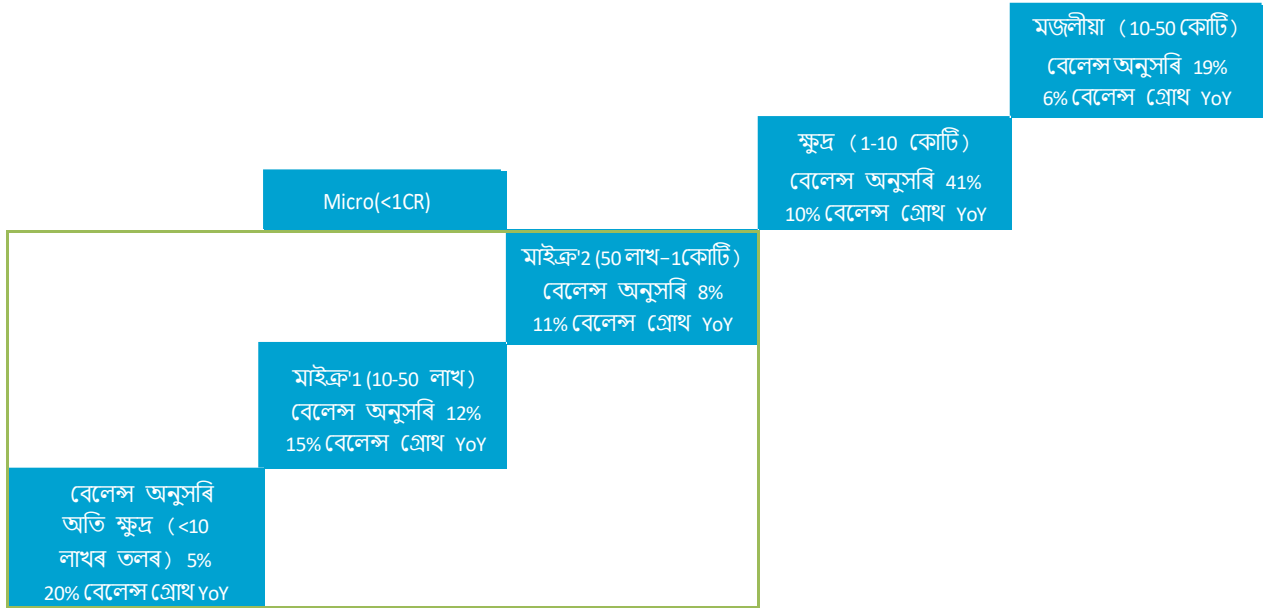 মজলীয়া (10-50 কোটি)
বেলেন্স অনুসৰি 19%
6% বেলেন্স গ্ৰোথ YoY
ক্ষুদ্ৰ (1-10 কোটি)
বেলেন্স অনুসৰি 41%
10% বেলেন্স গ্ৰোথ YoY
Micro(<1CR)
মাইক্ৰ'2 (50 লাখ–1কোটি)
বেলেন্স অনুসৰি 8%
11% বেলেন্স গ্ৰোথ YoY
মাইক্ৰ'1 (10-50 লাখ)
বেলেন্স অনুসৰি 12%
15% বেলেন্স গ্ৰোথ YoY
বেলেন্স অনুসৰি
অতি ক্ষুদ্ৰ (<10
লাখৰ তলৰ) 5%
20% বেলেন্স গ্ৰোথ YoY